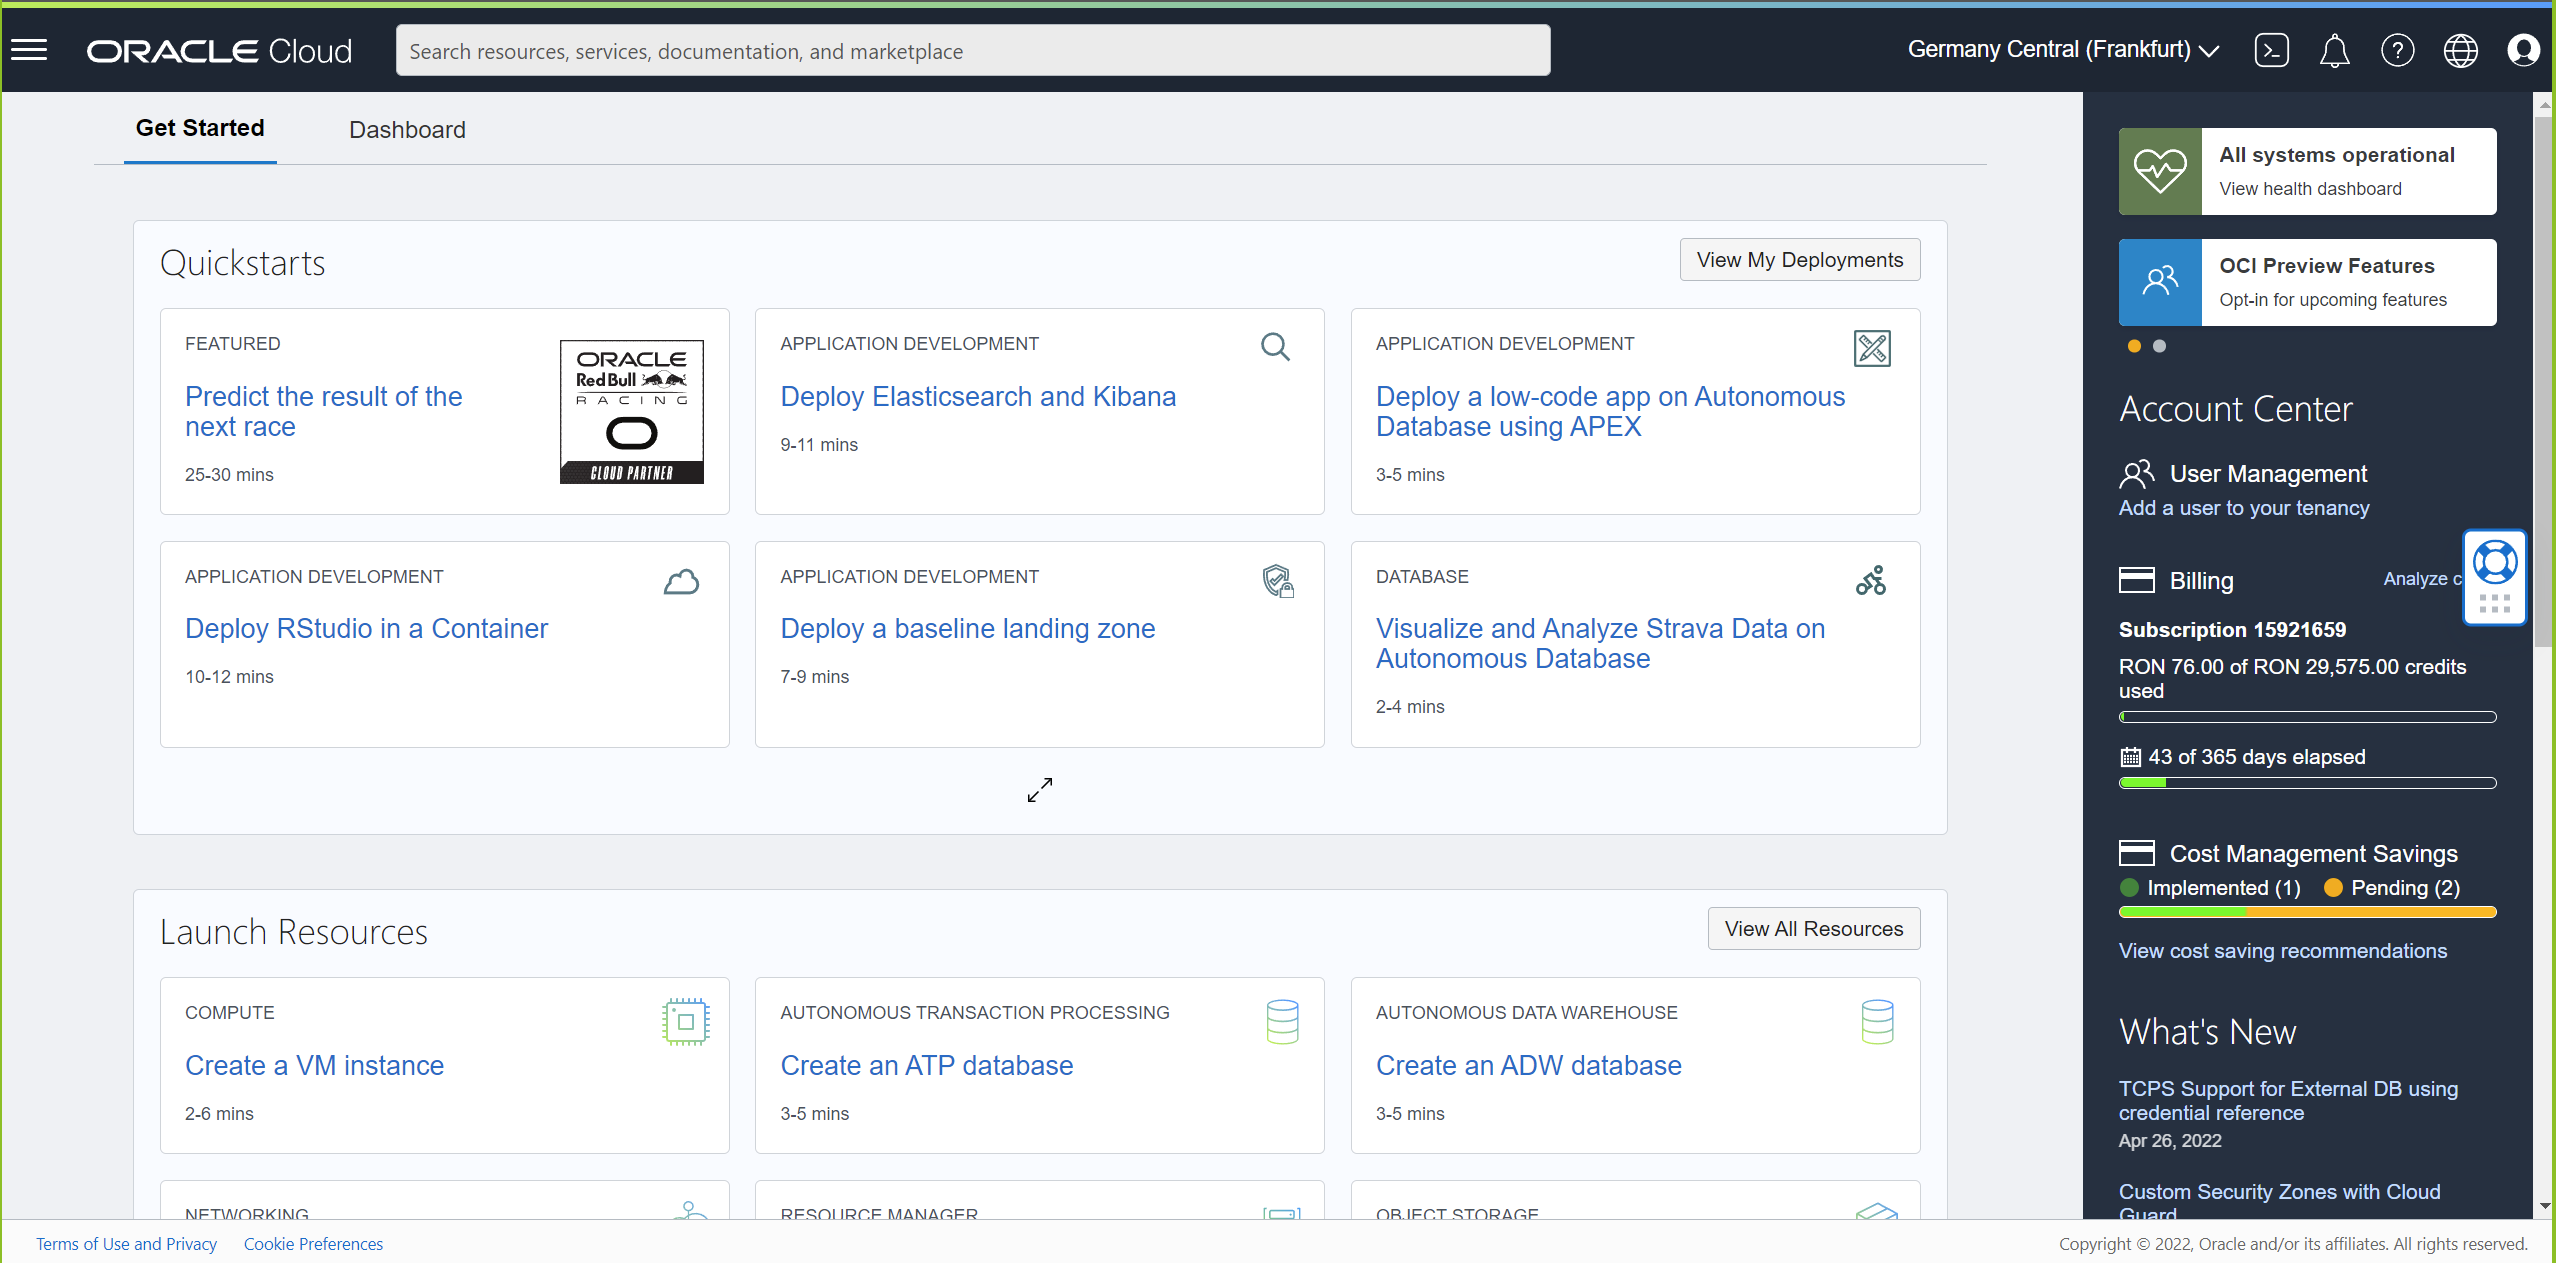 ORACLE Cloud
Search resources, services, documentation, and marketplace
Germany Central (Frankfurt)
Get Started
Dashboard
Quickstarts
View My Deployments
FEATURED
Predict the result of the
next race
25-30 mins
ORACLE
Red Bull
RACING
CLOUD PARTNER
APPLICATION DEVELOPMENT
Deploy Elasticsearch and Kibana
9-11 mins
APPLICATION DEVELOPMENT
Deploy a low-code app on Autonomous
Database using APEX
3-5 mins
APPLICATION DEVELOPMENT
Deploy RStudio in a Container
10-12 mins
APPLICATION DEVELOPMENT
Deploy a baseline landing zone
7-9 mins
DATABASE
Visualize and Analyze Strava Data on
Autonomous Database
2-4 mins
Launch Resources
View All Resources
COMPUTE
Create a VM instance
2-6 mins
AUTONOMOUS TRANSACTION PROCESSING
Create an ATP database
3-5 mins
AUTONOMOUS DATA WAREHOUSE
Create an ADW database
3-5 mins
NETWORKING
RESOURCE MANAGER
OBJECT STORAGE
All systems operational
View health dashboard
OCI Preview Features
Opt-in for upcoming features
Account Center
User Management
Add a user to your tenancy
Billing
Analyze c
Subscription 15921659
RON 76.00 of RON 29,575.00 credits
used
43 of 365 days elapsed
Cost Management Savings
Implemented (1)
Pending (2)
View cost saving recommendations
What's New
TCPS Support for External DB using
credential reference
Apr 26, 2022
Custom Security Zones with Cloud
Guard
Terms of Use and Privacy
Cookie Preferences
Copyright © 2022, Oracle and/or its affiliates. All rights reserved.